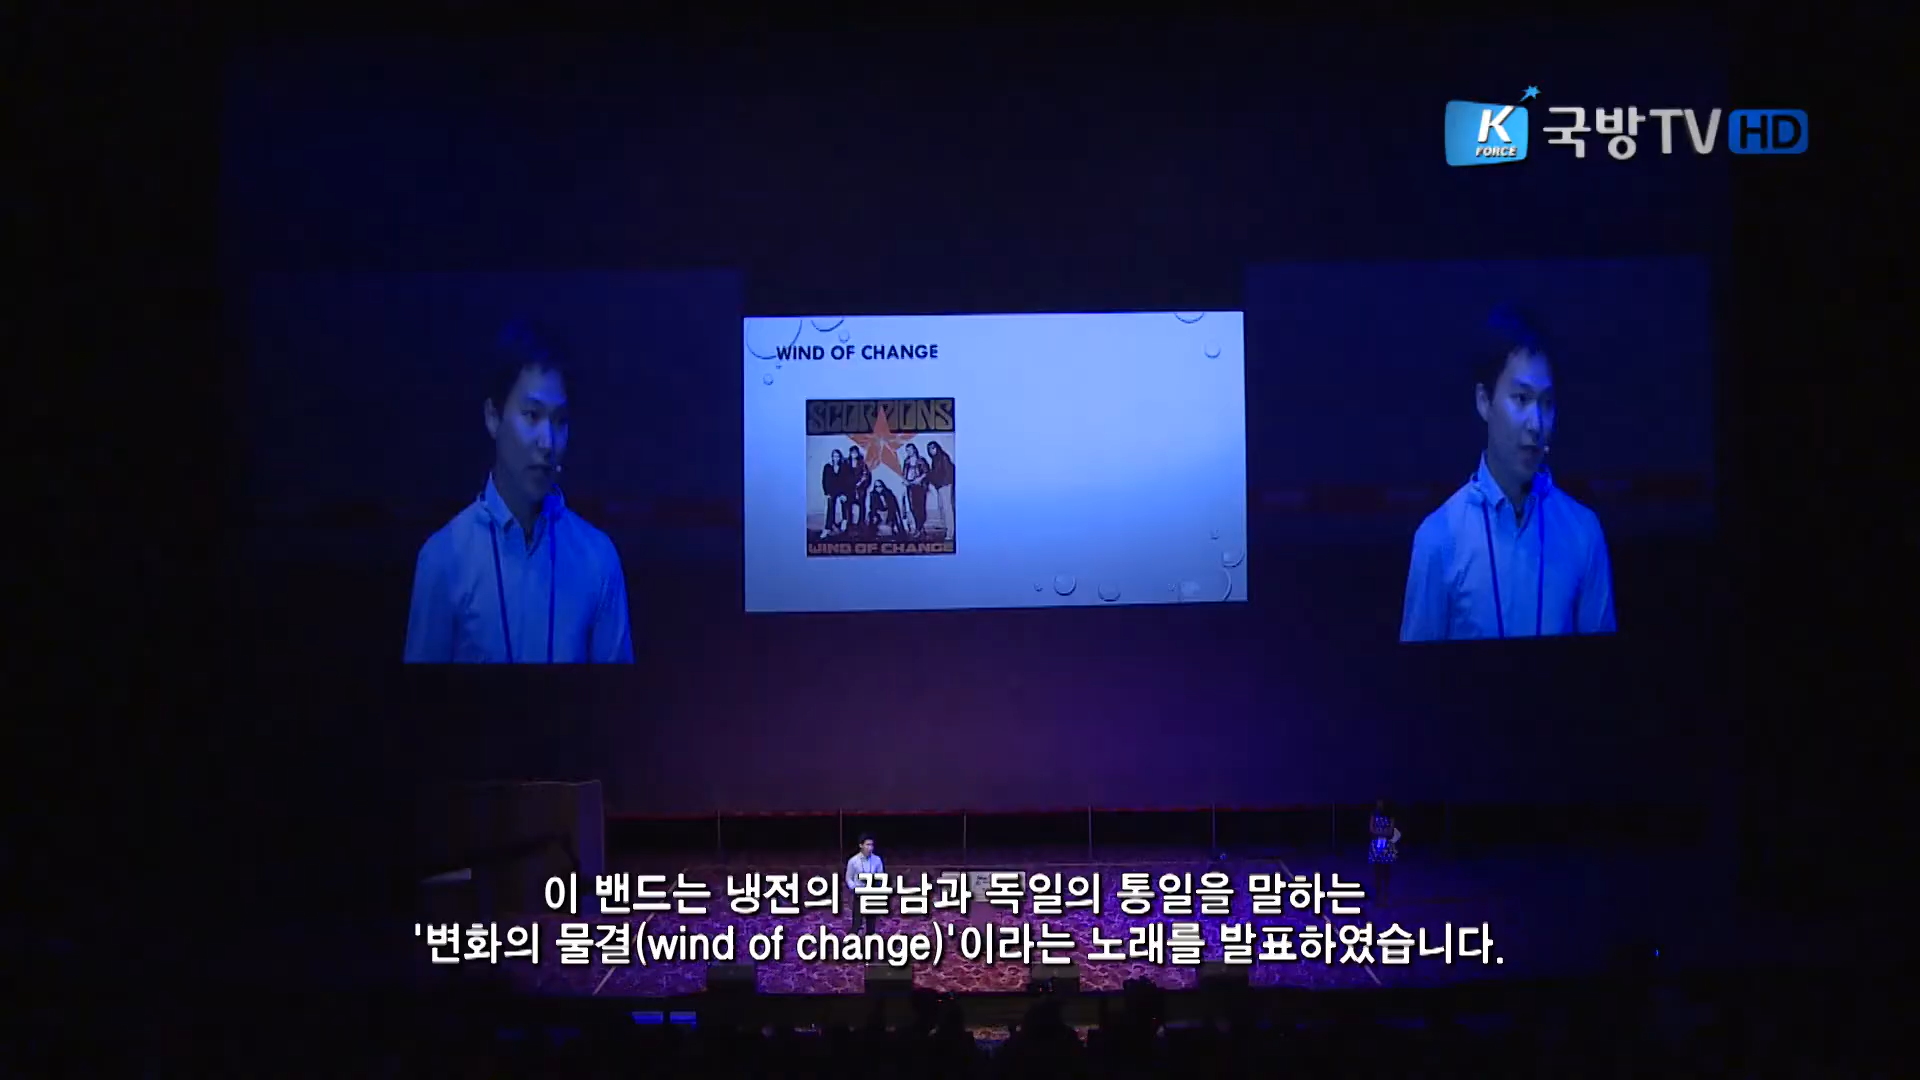 K
FORCE
국방TV HD
WIND OF CHANGE
SCORPIONS
WIND OF CHANGE
이 밴드는 냉전의 끝남과 독일의 통일을 말하는
'변화의 물결(wind of change)'이라는 노래를 발표하였습니다.